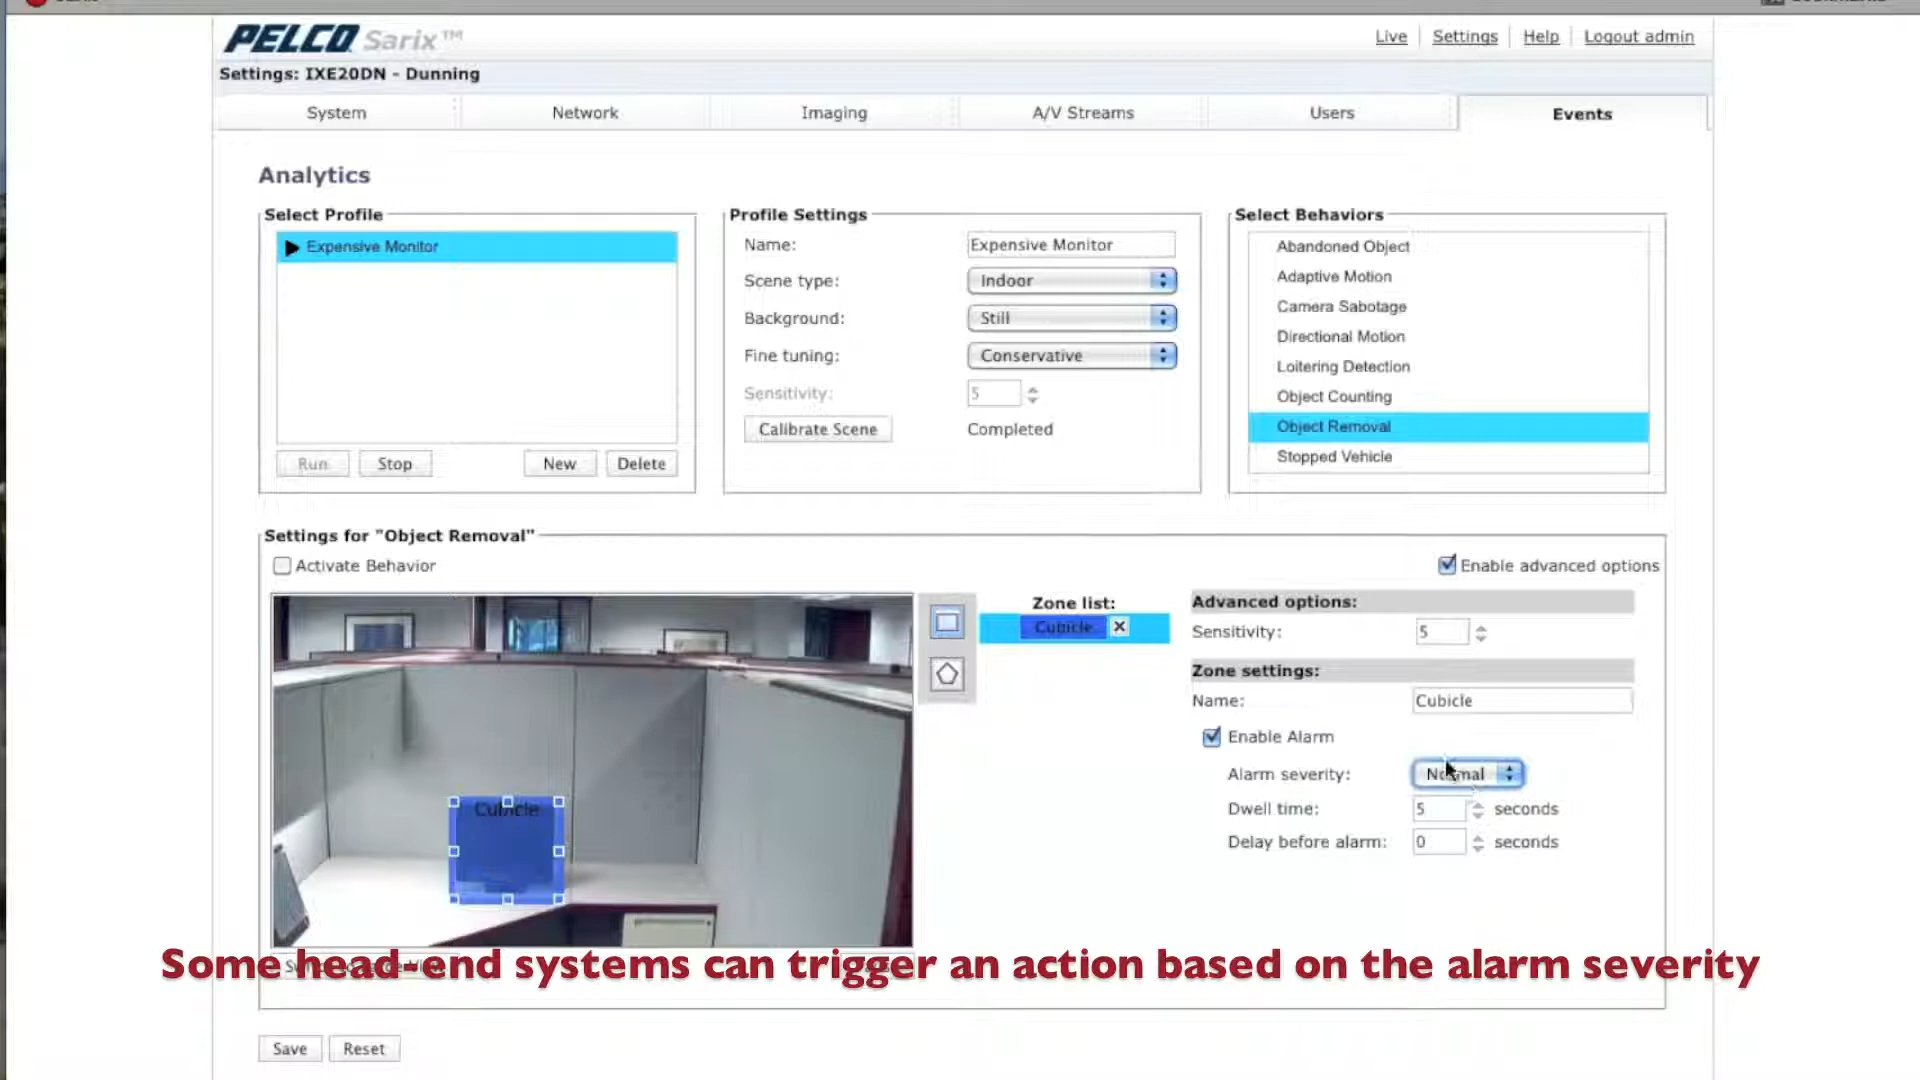 PELCO Sarix™
Live Settings Help Logout admin
Settings: IXE20DN - Dunning
System Network Imaging A/V Streams Users Events
Analytics
Select Profile
Expensive Monitor
Run Stop New Delete
Profile Settings
Name: Expensive Monitor
Scene type: Indoor
Background: Still
Fine tuning: Conservative
Sensitivity: 5
Calibrate Scene Completed
Select Behaviors
Abandoned Object
Adaptive Motion
Camera Sabotage
Directional Motion
Loitering Detection
Object Counting
Object Removal
Stopped Vehicle
Settings for "Object Removal"
Activate Behavior
Enable advanced options
Cubicle
Zone list:
Cubicle
Advanced options:
Sensitivity: 5
Zone settings:
Name: Cubicle
Enable Alarm
Alarm severity: Normal
Dwell time: 5 seconds
Delay before alarm: 0 seconds
Some head-end systems can trigger an action based on the alarm severity
Save Reset